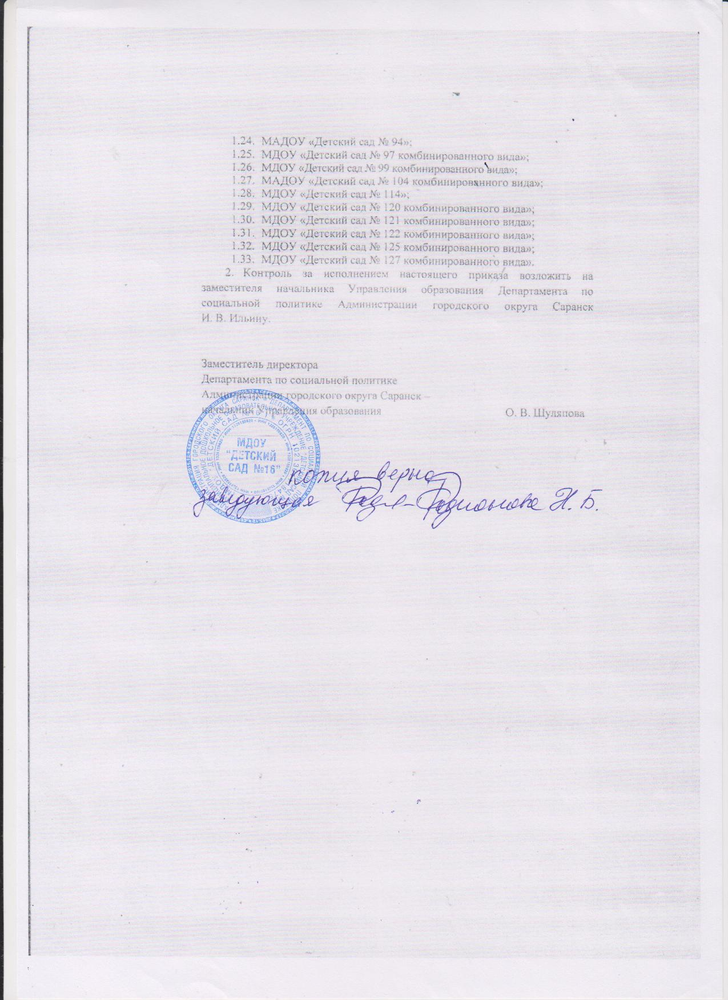 1.24. МАДОУ «Детский сад № 94»;
1.25. МДОУ «Детский сад № 97 комбинированного вида»;
1.26. МДОУ «Детский сад № 99 комбинированного вида»;
1.27. МАДОУ «Детский сад № 104 комбинированного вида»;
1.28. МДОУ «Детский сад № 114»;
1.29. МДОУ «Детский сад № 120 комбинированного вида»;
1.30. МДОУ «Детский сад № 121 комбинированного вида»;
1.31. МДОУ «Детский сад № 122 комбинированного вида»;
1.32. МДОУ «Детский сад № 125 комбинированного вида»;
1.33. МДОУ «Детский сад № 127 комбинированного вида».
2. Контроль за исполнением настоящего приказа возложить на
заместителя начальника Управления образования Департамента по
социальной политике Администрации городского округа Саранск
И. В. Ильину.
Заместитель директора
Департамента по социальной политике
Администрации городского округа Саранск –
начальник Управления образования О. В. Шуляпова
МДОУ
"ДЕТСКИЙ
САД №16"
копия верна
заведующая Родионова Н. Б.